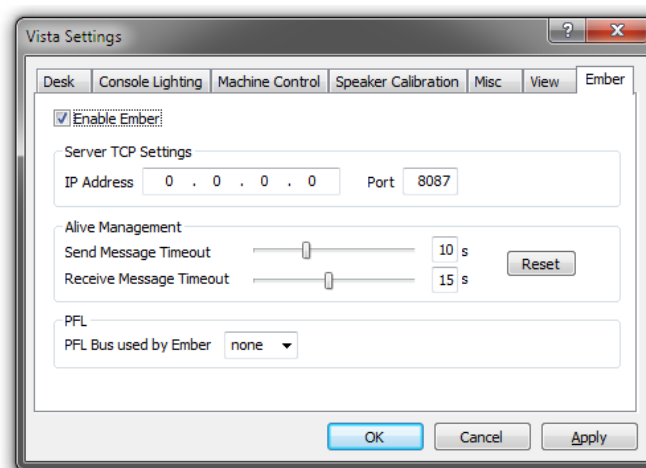 Vista Settings
Desk Console Lighting Machine Control Speaker Calibration Misc View Ember
Enable Ember
Server TCP Settings
IP Address 0 . 0 . 0 . 0 Port 8087
Alive Management
Send Message Timeout 10 s
Receive Message Timeout 15 s
Reset
PFL
PFL Bus used by Ember none
OK Cancel Apply